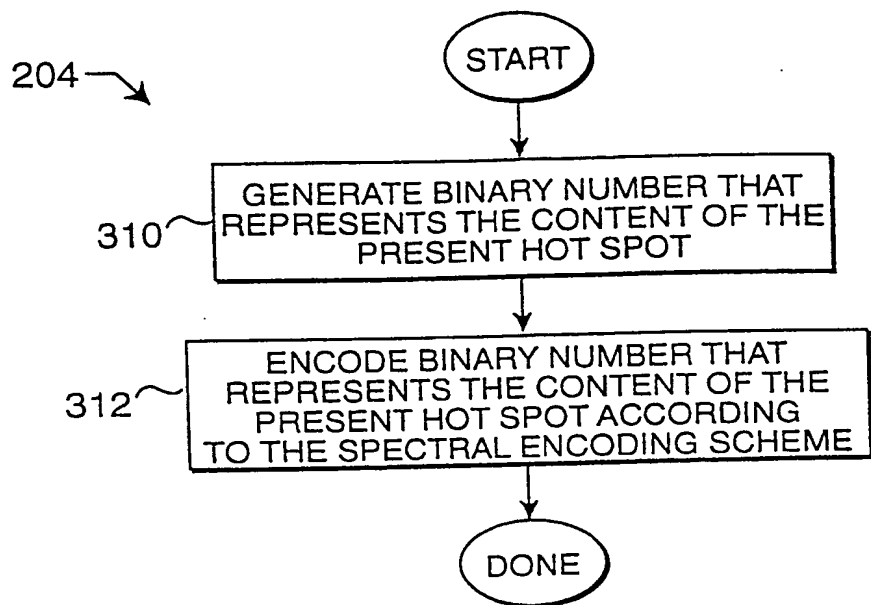 START
204
GENERATE BINARY NUMBER THAT
REPRESENTS THE CONTENT OF THE
PRESENT HOT SPOT
310
ENCODE BINARY NUMBER THAT
REPRESENTS THE CONTENT OF THE
PRESENT HOT SPOT ACCORDING
TO THE SPECTRAL ENCODING SCHEME
312
DONE